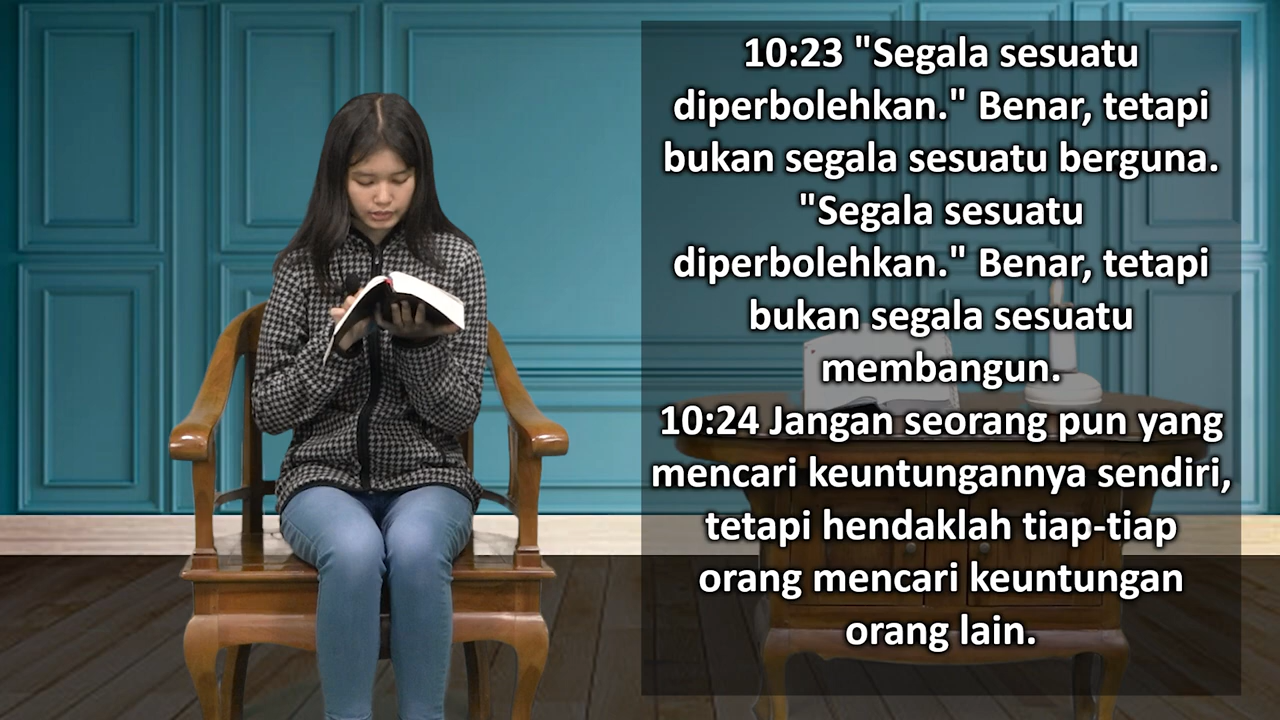 10:23 "Segala sesuatu
diperbolehkan." Benar, tetapi
bukan segala sesuatu berguna.
"Segala sesuatu
diperbolehkan." Benar, tetapi
bukan segala sesuatu
membangun.
10:24 Jangan seorang pun yang
mencari keuntungannya sendiri,
tetapi hendaklah tiap-tiap
orang mencari keuntungan
orang lain.